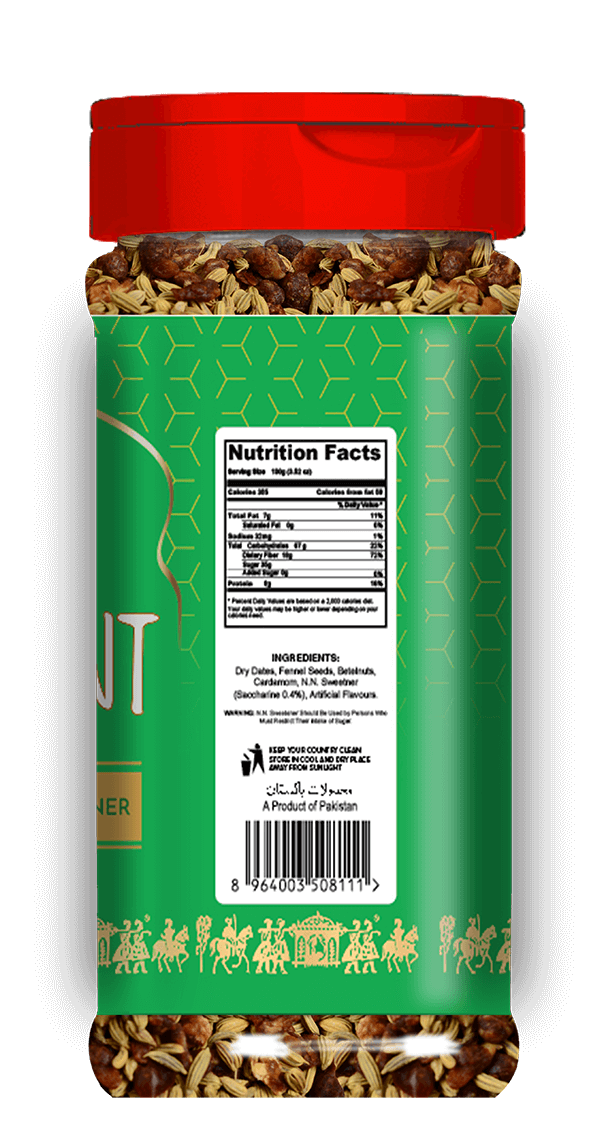 NT
NER
Nutrition Facts
Serving Size 100g (3.52 oz)
Calories 385 Calories from fat 59
% Daily Value *
Total Fat 7g 11%
Saturated Fat 0g 0%
Sodium 32mg 1%
Total Carbohydrates 67 g 22%
Dietary Fiber 18g 72%
Sugar 35g
Added Sugar 0g 0%
Protein 16%
* Percent Daily Values are based on a 2,000 calories diet.
Your daily values may be higher or lower depending on your
calories need.
INGREDIENTS:
Dry Dates, Fennel Seeds, Betelnuts,
Cardamom, N.N. Sweetner
(Saccharine 0.4%), Artificial Flavours.
WARNING: N.N. Sweetener Should Be Used by Persons Who
Must Restrict Their Intake of Sugar.
KEEP YOUR COUNTRY CLEAN
STORE IN COOL AND DRY PLACE
AWAY FROM SUNLIGHT
محصولات پاکستان
A Product of Pakistan
8 964003 508111 >